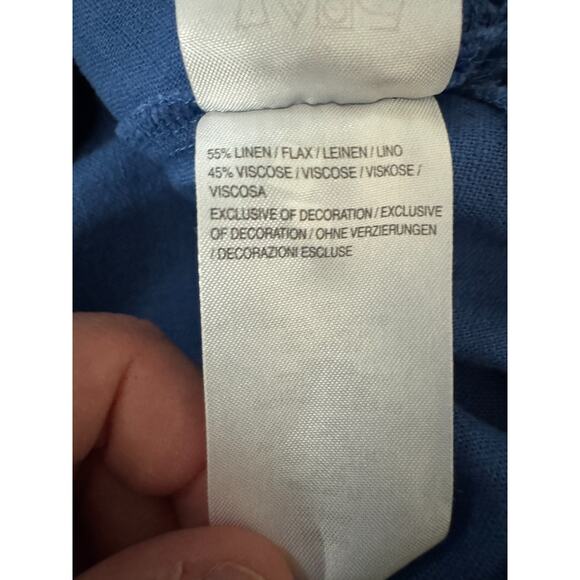 55% LINEN / FLAX / LEINEN / LINO
45% VISCOSE / VISCOSE / VISKOSE /
VISCOSA
EXCLUSIVE OF DECORATION / EXCLUSIVE
OF DECORATION / OHNE VERZIERUNGEN
/ DECORAZIONI ESCLUSE